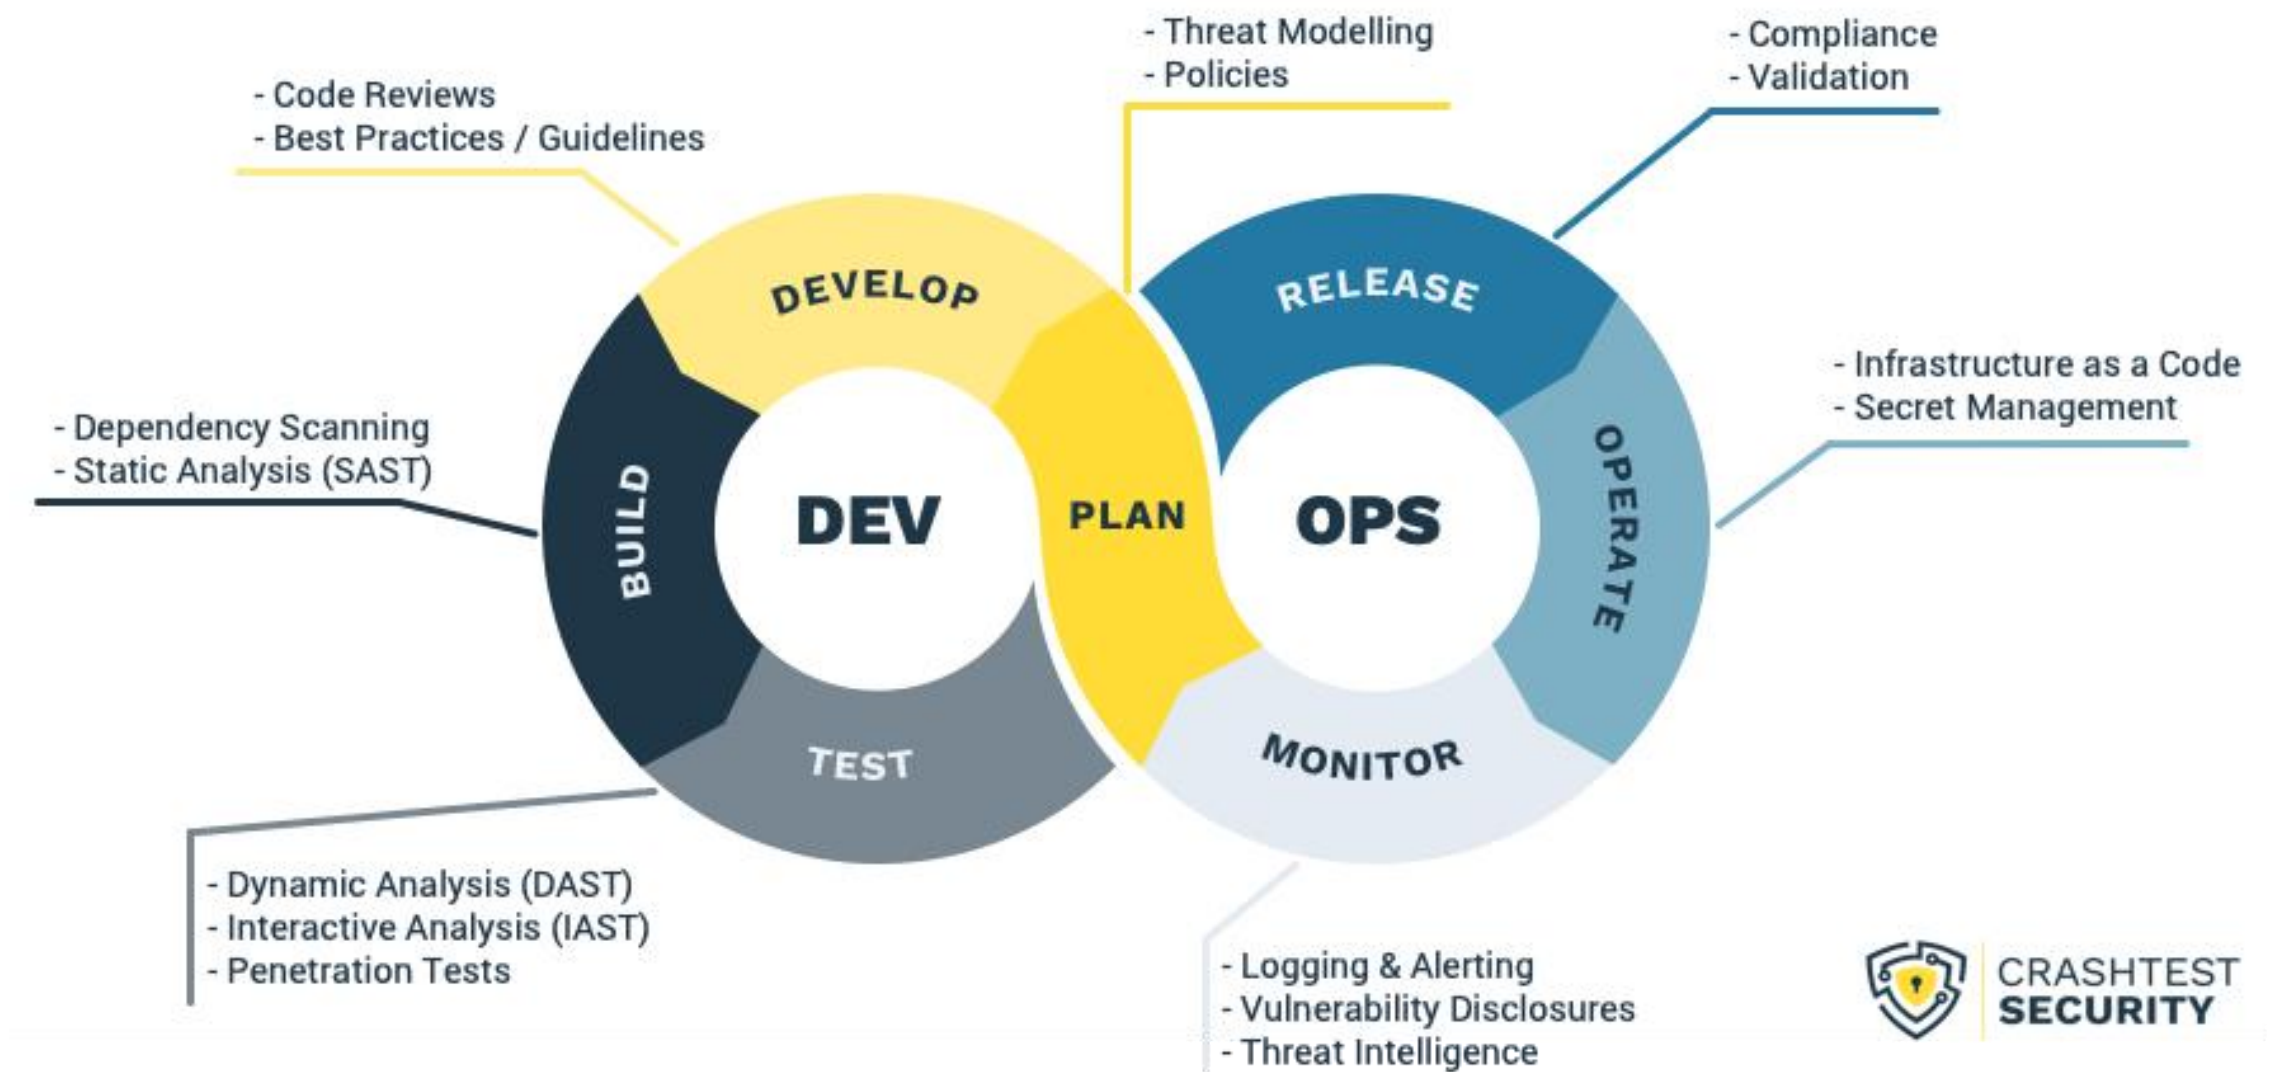 - Threat Modelling
- Policies
- Compliance
- Validation
- Code Reviews
- Best Practices / Guidelines
DEVELOP
RELEASE
- Infrastructure as a Code
- Secret Management
- Dependency Scanning
- Static Analysis (SAST)
BUILD
DEV
PLAN
OPS
OPERATE
TEST
MONITOR
- Dynamic Analysis (DAST)
- Interactive Analysis (IAST)
- Penetration Tests
- Logging & Alerting
- Vulnerability Disclosures
- Threat Intelligence
CRASHTEST
SECURITY